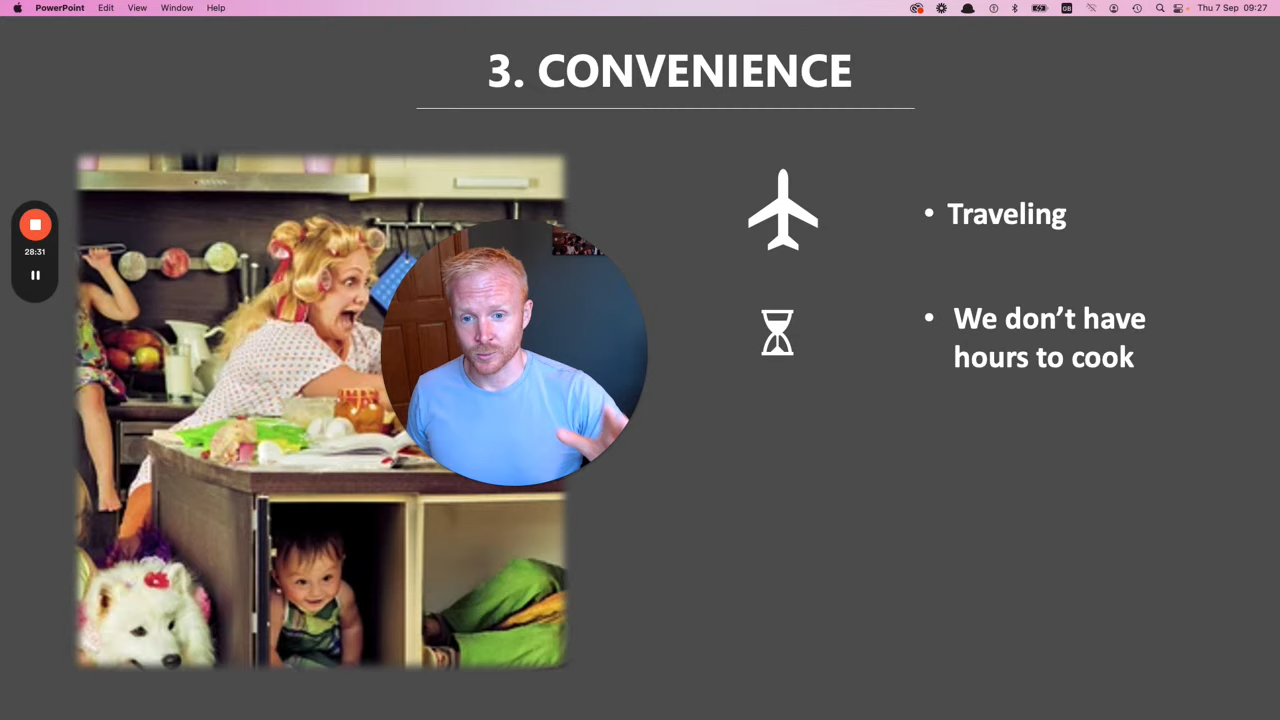 PowerPoint Edit View Window Help
Thu 7 Sep 09:27
3. CONVENIENCE
28:31
• Traveling
• We don’t have
hours to cook